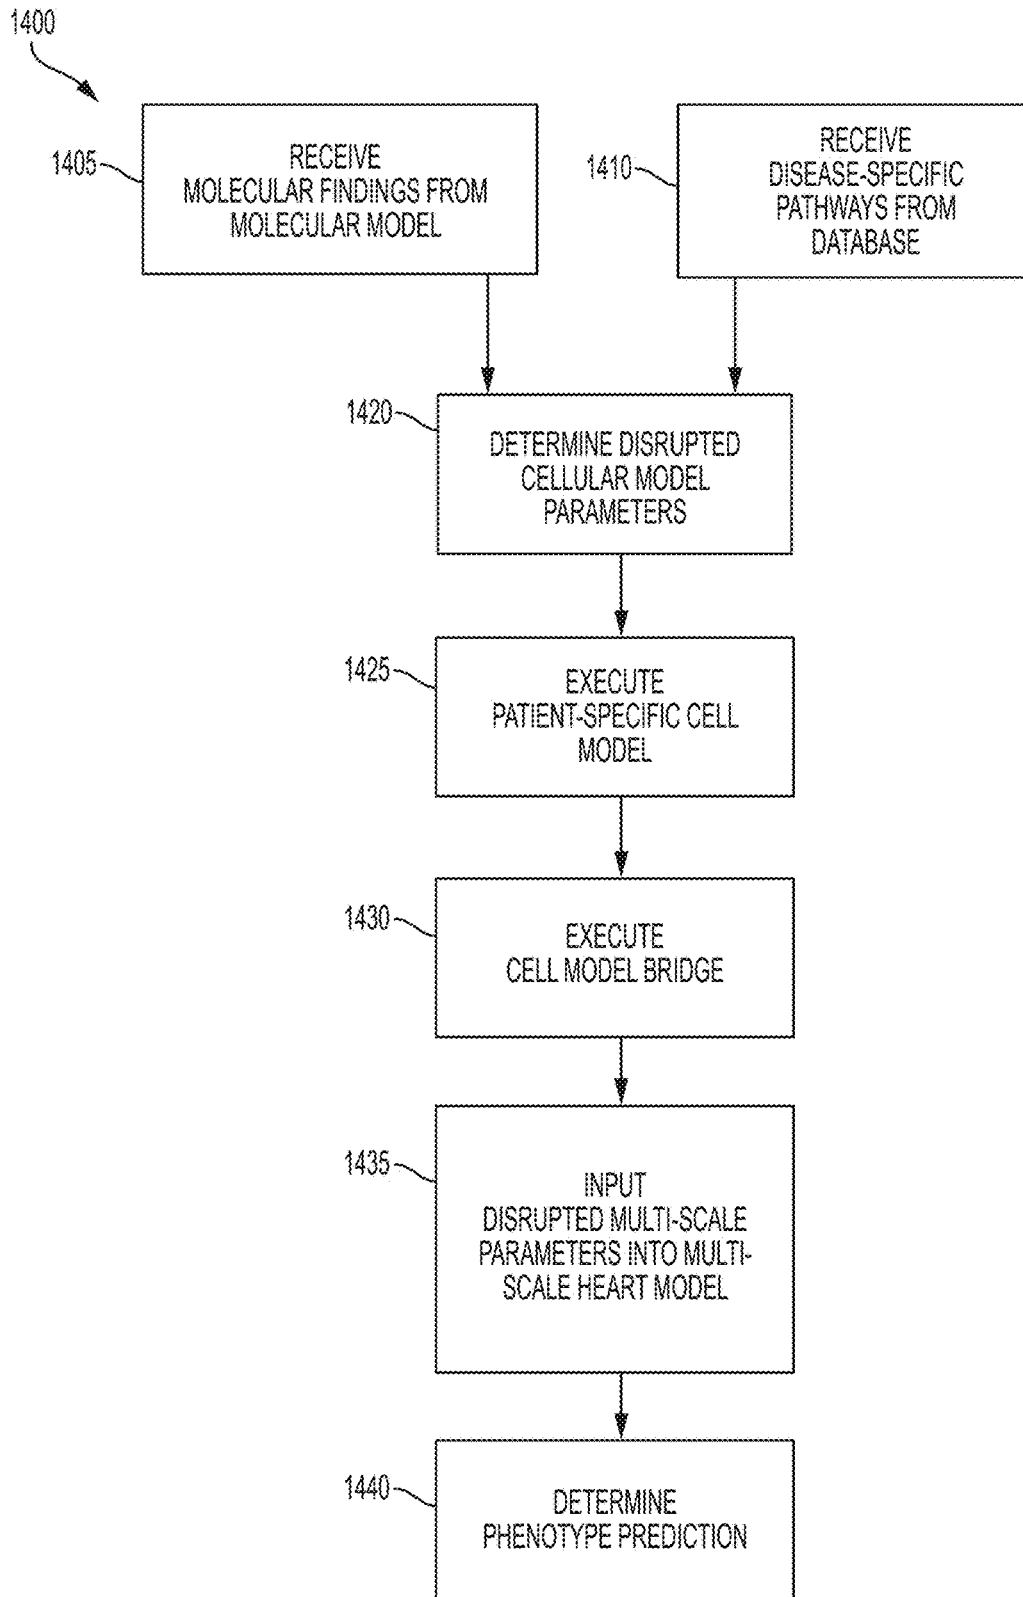 1400
1405
RECEIVE
MOLECULAR FINDINGS FROM
MOLECULAR MODEL
1410
RECEIVE
DISEASE-SPECIFIC
PATHWAYS FROM
DATABASE
1420
DETERMINE DISRUPTED
CELLULAR MODEL
PARAMETERS
1425
EXECUTE
PATIENT-SPECIFIC CELL
MODEL
1430
EXECUTE
CELL MODEL BRIDGE
1435
INPUT
DISRUPTED MULTI-SCALE
PARAMETERS INTO MULTI-
SCALE HEART MODEL
1440
DETERMINE
PHENOTYPE PREDICTION